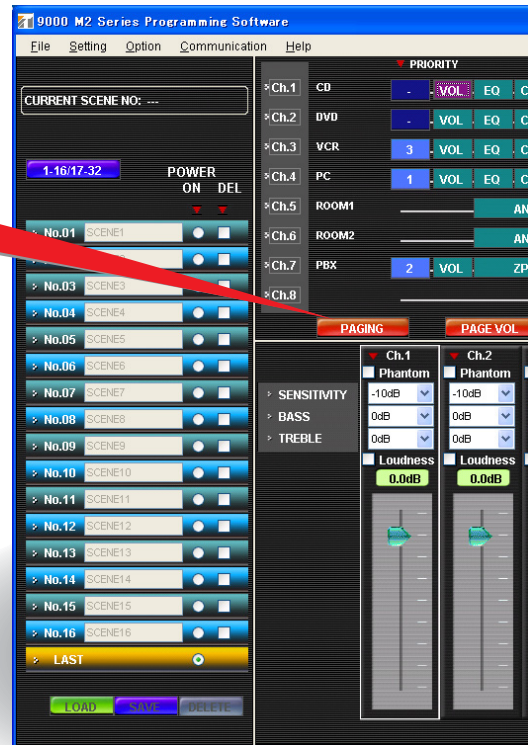 9000 M2 Series Programming Software
File Setting Option Communication Help
CURRENT SCENE NO: ---
1-16/17-32
POWER
ON DEL
No.01 SCENE1
No.03 SCENE3
No.04 SCENE4
No.05 SCENE5
No.06 SCENE6
No.07 SCENE7
No.08 SCENE8
No.09 SCENE9
No.10 SCENE10
No.11 SCENE11
No.12 SCENE12
No.13 SCENE13
No.14 SCENE14
No.15 SCENE15
No.16 SCENE16
LAST
LOAD SAVE DELETE
PRIORITY
Ch.1 CD - VOL EQ C
Ch.2 DVD - VOL EQ C
Ch.3 VCR 3 VOL EQ C
Ch.4 PC 1 VOL EQ C
Ch.5 ROOM1 AN
Ch.6 ROOM2 AN
Ch.7 PBX 2 VOL ZP
Ch.8
PAGING PAGE VOL
Ch.1 Ch.2
Phantom Phantom
SENSITIVITY -10dB -10dB
BASS 0dB 0dB
TREBLE 0dB 0dB
Loudness Loudness
0.0dB 0.0dB